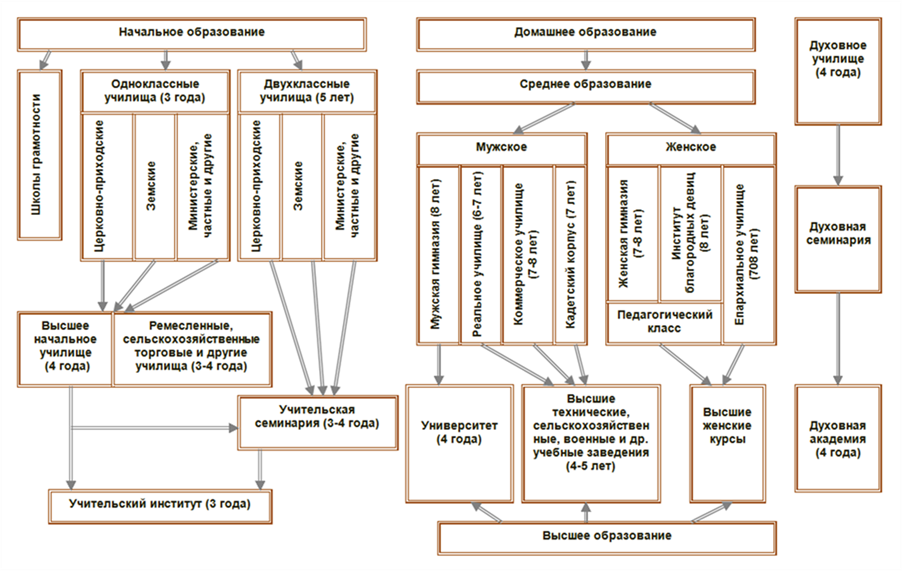 Начальное образование
Школы грамотности
Одноклассные
училища (3 года)
Церковно-приходские
Земские
Министерские,
частные и другие
Двухклассные
училища (5 лет)
Церковно-приходские
Земские
Министерские,
частные и другие
Высшее
начальное
училище
(4 года)
Ремесленные,
сельскохозяйственные
торговые и другие
училища (3-4 года)
Учительская
семинария (3-4 года)
Учительский институт (3 года)
Домашнее образование
Среднее образование
Мужское
Мужская гимназия (8 лет)
Реальное училище (6-7 лет)
Коммерческое училище
(7-8 лет)
Кадетский корпус (7 лет)
Женское
Женская гимназия
(7-8 лет)
Институт
благородных девиц
(8 лет)
Епархиальное училище
(708 лет)
Педагогический
класс
Университет
(4 года)
Высшие
технические,
сельскохозяйствен
ные, военные и др.
учебные заведения
(4-5 лет)
Высшие
женские
курсы
Высшее образование
Духовное
училище
(4 года)
Духовная
семинария
Духовная
академия
(4 года)